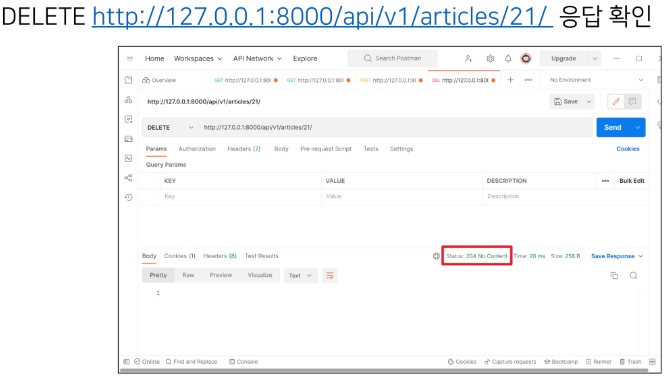 DELETE http://127.0.0.1:8000/api/v1/articles/21/ 응답 확인
Home Workspaces API Network Explore Search Postman Upgrade
Overview GET http://127.0.0.1:80 GET http://127.0.0.1:80 POST http://127.0.0.1:8 DEL http://127.0.0.1:80 + No Environment
http://127.0.0.1:8000/api/v1/articles/21/ Save
DELETE http://127.0.0.1:8000/api/v1/articles/21/ Send
Params Authorization Headers (7) Body Pre-request Script Tests Settings Cookies
Query Params
KEY VALUE DESCRIPTION Bulk Edit
Key Value Description
Body Cookies (1) Headers (8) Test Results Status: 204 No Content Time: 20 ms Size: 258 B Save Response
Pretty Raw Preview Visualize Text
1
Online Find and Replace Console Cookies Capture requests Bootcamp Runner Trash